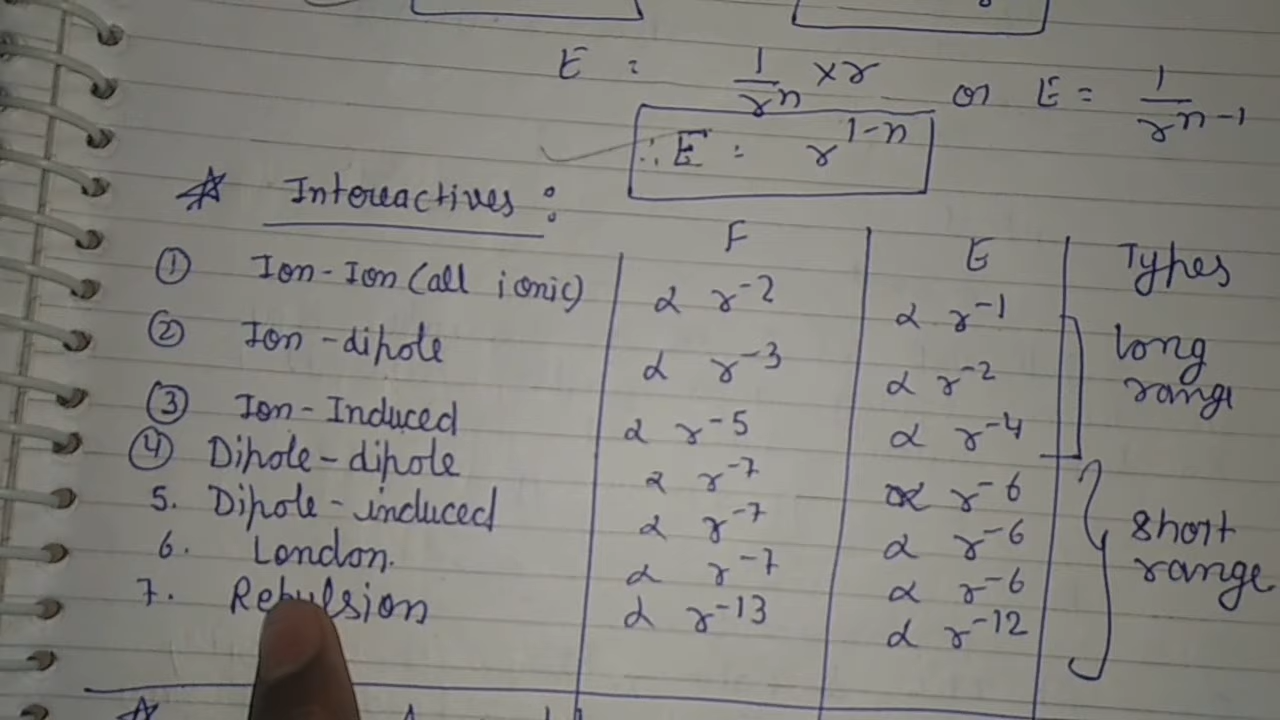 E = 1/r^n × r or E = 1/r^n-1
∴ E = r^1-n
☆ Intereactives :
F E Types
① Ion-Ion (all ionic) α r^-2 α r^-1
② Ion-dipole α r^-3 α r^-2 long range
③ Ion-Induced α r^-5 α r^-4
④ Dipole-dipole α r^-7 α r^-6
5. Dipole-induced α r^-7 α r^-6 short range
6. London. α r^-7 α r^-6
7. Repulsion α r^-13 α r^-12